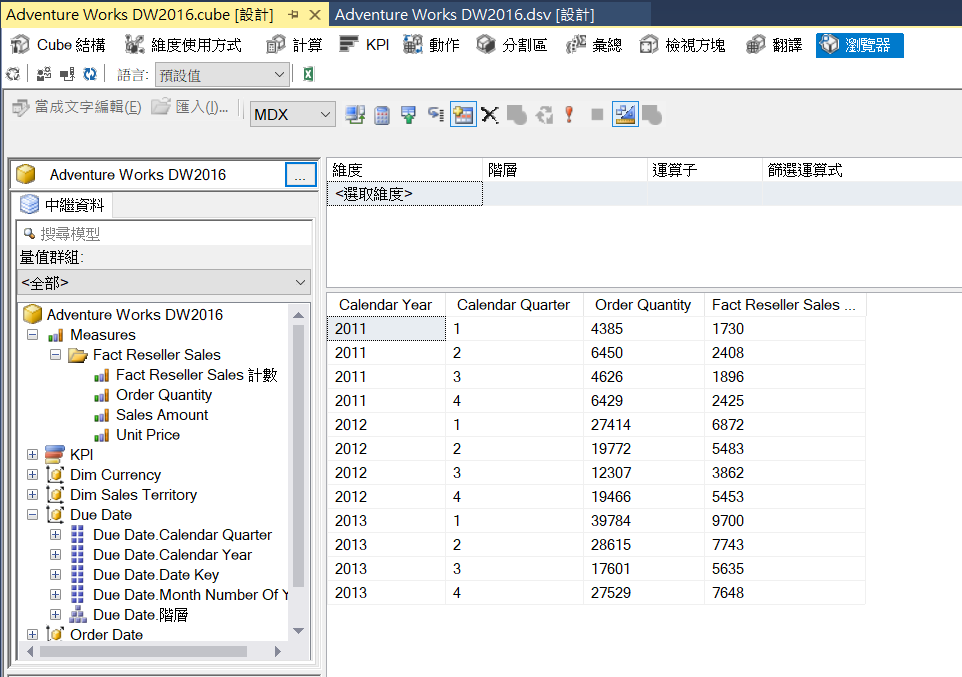 Adventure Works DW2016.cube [設計] Adventure Works DW2016.dsv [設計]
Cube 結構 維度使用方式 計算 KPI 動作 分割區 彙總 檢視方塊 翻譯 瀏覽器
語言: 預設值
當成文字編輯(E) 匯入(I)... MDX
Adventure Works DW2016 ...
中繼資料
搜尋模型
量值群組:
<全部>
Adventure Works DW2016
Measures
Fact Reseller Sales
Fact Reseller Sales 計數
Order Quantity
Sales Amount
Unit Price
KPI
Dim Currency
Dim Sales Territory
Due Date
Due Date.Calendar Quarter
Due Date.Calendar Year
Due Date.Date Key
Due Date.Month Number Of Y
Due Date.階層
Order Date
維度 階層 運算子 篩選運算式
<選取維度>
Calendar Year Calendar Quarter Order Quantity Fact Reseller Sales ...
2011 1 4385 1730
2011 2 6450 2408
2011 3 4626 1896
2011 4 6429 2425
2012 1 27414 6872
2012 2 19772 5483
2012 3 12307 3862
2012 4 19466 5453
2013 1 39784 9700
2013 2 28615 7743
2013 3 17601 5635
2013 4 27529 7648